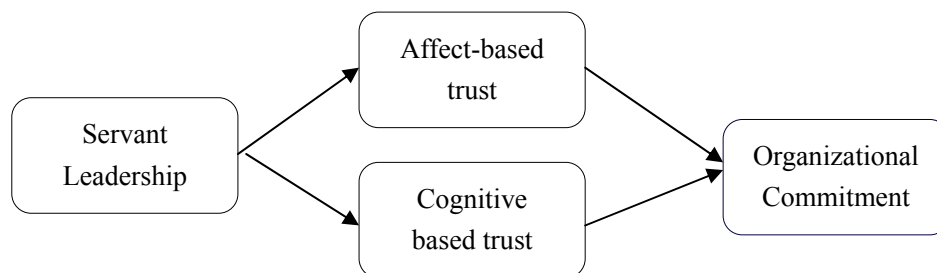 Affect-based
trust
Servant
Leadership
Cognitive
based trust
Organizational
Commitment